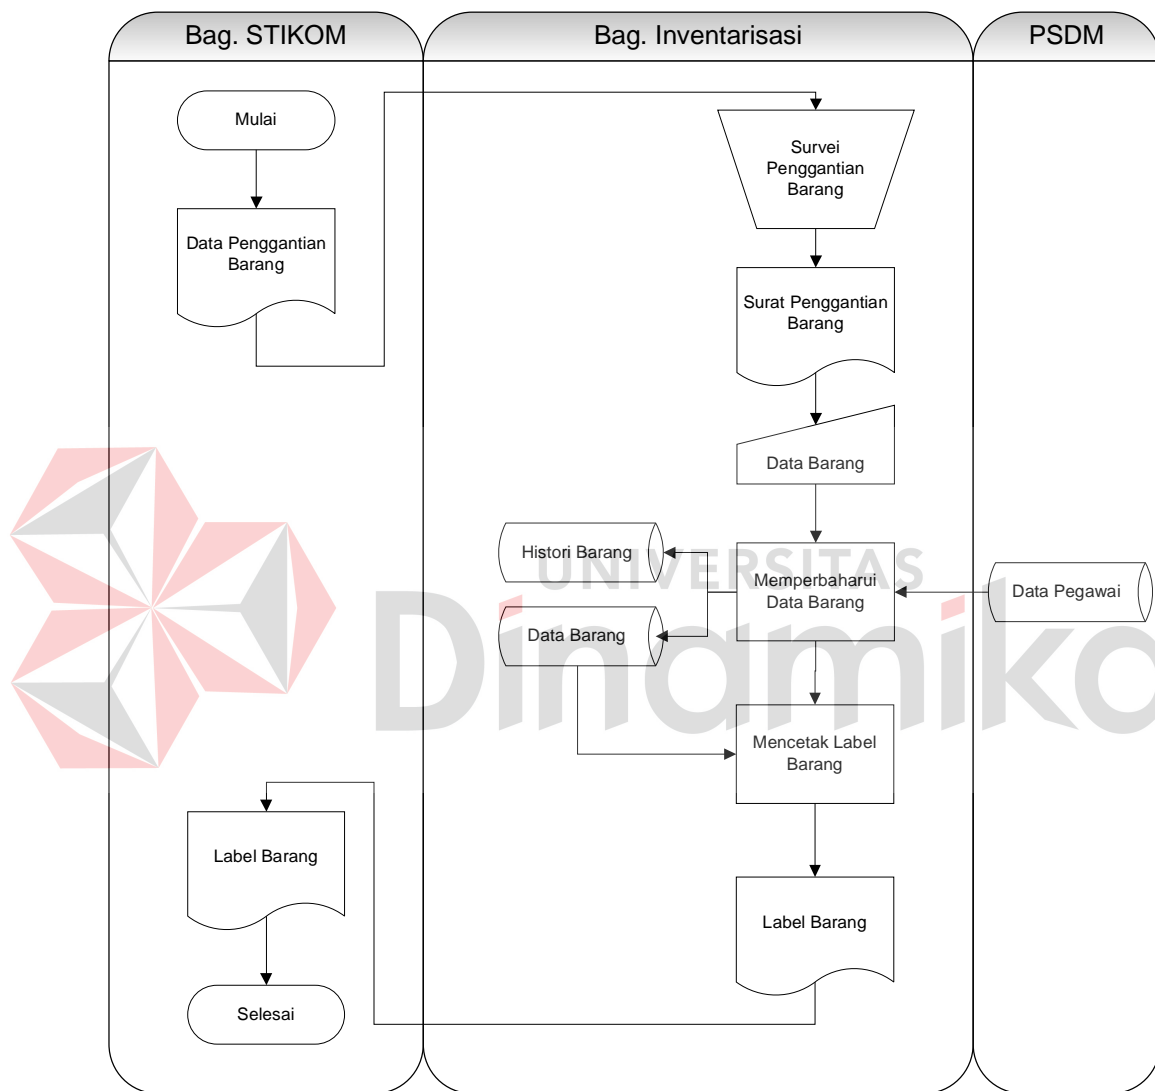 Bag. STIKOM
Bag. Inventarisasi
PSDM
Mulai
Data Penggantian
Barang
Survei
Penggantian
Barang
Surat Penggantian
Barang
Data Barang
Histori Barang
Data Barang
Memperbaharui
Data Barang
Data Pegawai
UNIVERSITAS
Dinamika
Mencetak Label
Barang
Label Barang
Label Barang
Selesai